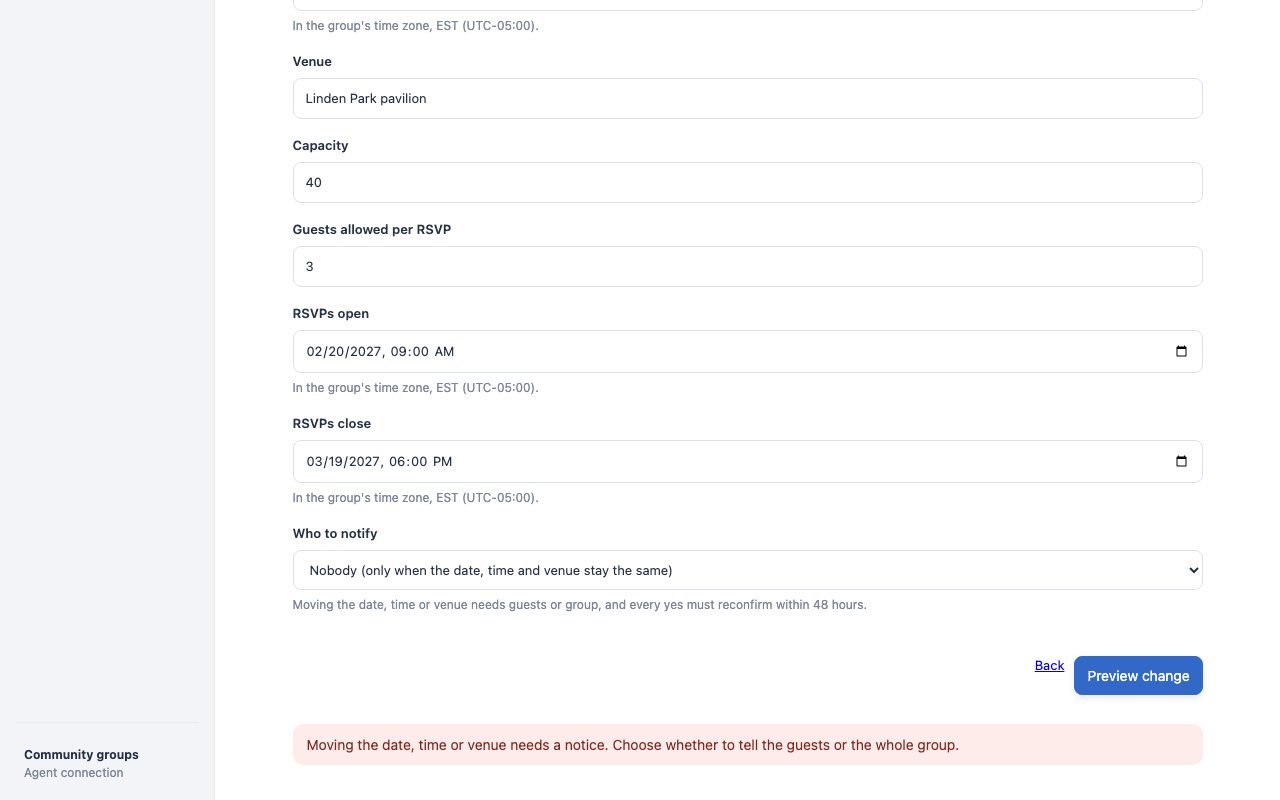 In the group's time zone, EST (UTC-05:00).
Venue
Linden Park pavilion
Capacity
40
Guests allowed per RSVP
3
RSVPs open
02/20/2027, 09:00 AM
In the group's time zone, EST (UTC-05:00).
RSVPs close
03/19/2027, 06:00 PM
In the group's time zone, EST (UTC-05:00).
Who to notify
Nobody (only when the date, time and venue stay the same)
Moving the date, time or venue needs guests or group, and every yes must reconfirm within 48 hours.
Back
Preview change
Moving the date, time or venue needs a notice. Choose whether to tell the guests or the whole group.
Community groups
Agent connection